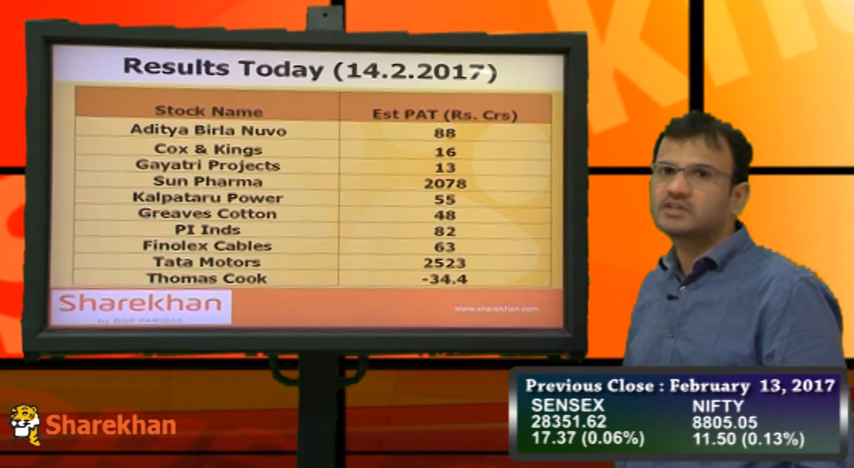 Results Today (14.2.2017)
Stock Name Est PAT (Rs. Crs)
Aditya Birla Nuvo 88
Cox & Kings 16
Gayatri Projects 13
Sun Pharma 2078
Kalpataru Power 55
Greaves Cotton 48
PI Inds 82
Finolex Cables 63
Tata Motors 2523
Thomas Cook -34.4
Sharekhan
by BNP PARIBAS
www.sharekhan.com
Sharekhan
Previous Close : February 13, 2017
SENSEX NIFTY
28351.62 8805.05
17.37 (0.06%) 11.50 (0.13%)